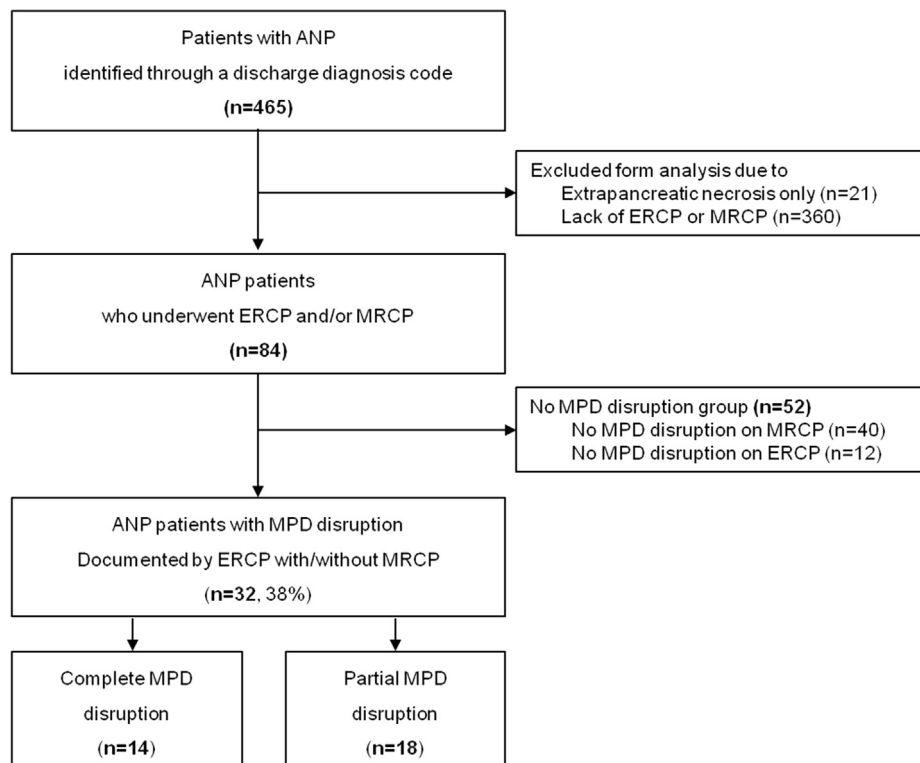 Patients with ANP
identified through a discharge diagnosis code
(n=465)
Excluded form analysis due to
Extrapancreatic necrosis only (n=21)
Lack of ERCP or MRCP (n=360)
ANP patients
who underwent ERCP and/or MRCP
(n=84)
No MPD disruption group (n=52)
No MPD disruption on MRCP (n=40)
No MPD disruption on ERCP (n=12)
ANP patients with MPD disruption
Documented by ERCP with/without MRCP
(n=32, 38%)
Complete MPD
disruption
(n=14)
Partial MPD
disruption
(n=18)